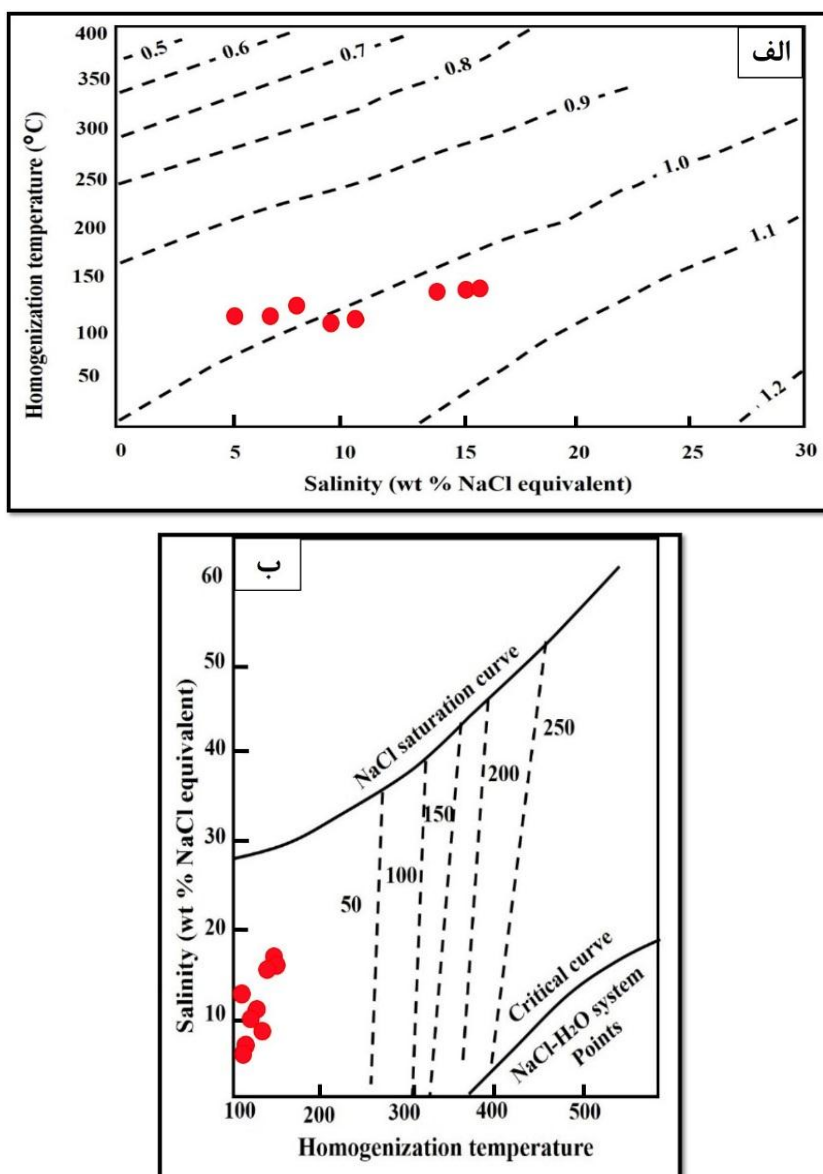 الف
400
350
300
250
200
150
100
50
Homogenization temperature (°C)
0.5
0.6
0.7
0.8
0.9
1.0
1.1
1.2
0 5 10 15 20 25 30
Salinity (wt % NaCl equivalent)
ب
60
50
40
30
20
10
Salinity (wt % NaCl equivalent)
NaCl saturation curve
50
100
150
200
250
Critical curve
NaCl-H₂O system
Points
100 200 300 400 500
Homogenization temperature